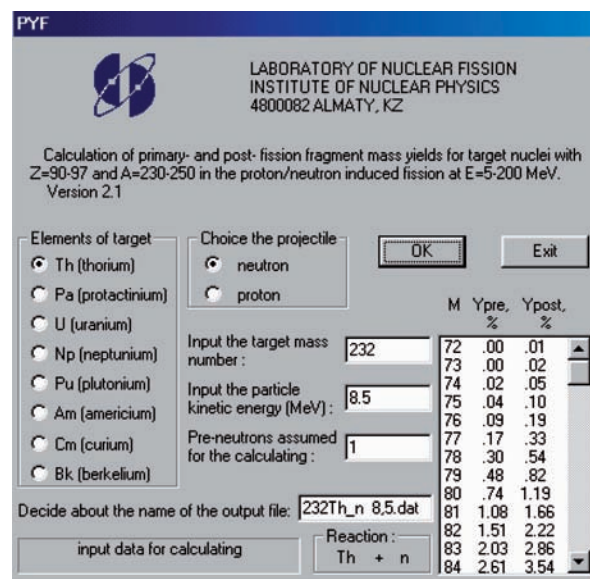 PYF
LABORATORY OF NUCLEAR FISSION
INSTITUTE OF NUCLEAR PHYSICS
4800082 ALMATY, KZ
Calculation of primary- and post- fission fragment mass yields for target nuclei with
Z=90-97 and A=230-250 in the proton/neutron induced fission at E=5-200 MeV.
Version 2.1
Elements of target
Th (thorium)
Pa (protactinium)
U (uranium)
Np (neptunium)
Pu (plutonium)
Am (americium)
Cm (curium)
Bk (berkelium)
Choice the projectile
neutron
proton
OK
Exit
Input the target mass
number :
232
Input the particle
kinetic energy (MeV) :
8.5
Pre-neutrons assumed
for the calculating :
1
M Ypre, Ypost,
% %
72 .00 .01
73 .00 .02
74 .02 .05
75 .04 .10
76 .09 .19
77 .17 .33
78 .30 .54
79 .48 .82
80 .74 1.19
81 1.08 1.66
82 1.51 2.22
83 2.03 2.86
84 2.61 3.54
Decide about the name of the output file:
232Th_n 8,5.dat
input data for calculating
Reaction :
Th + n